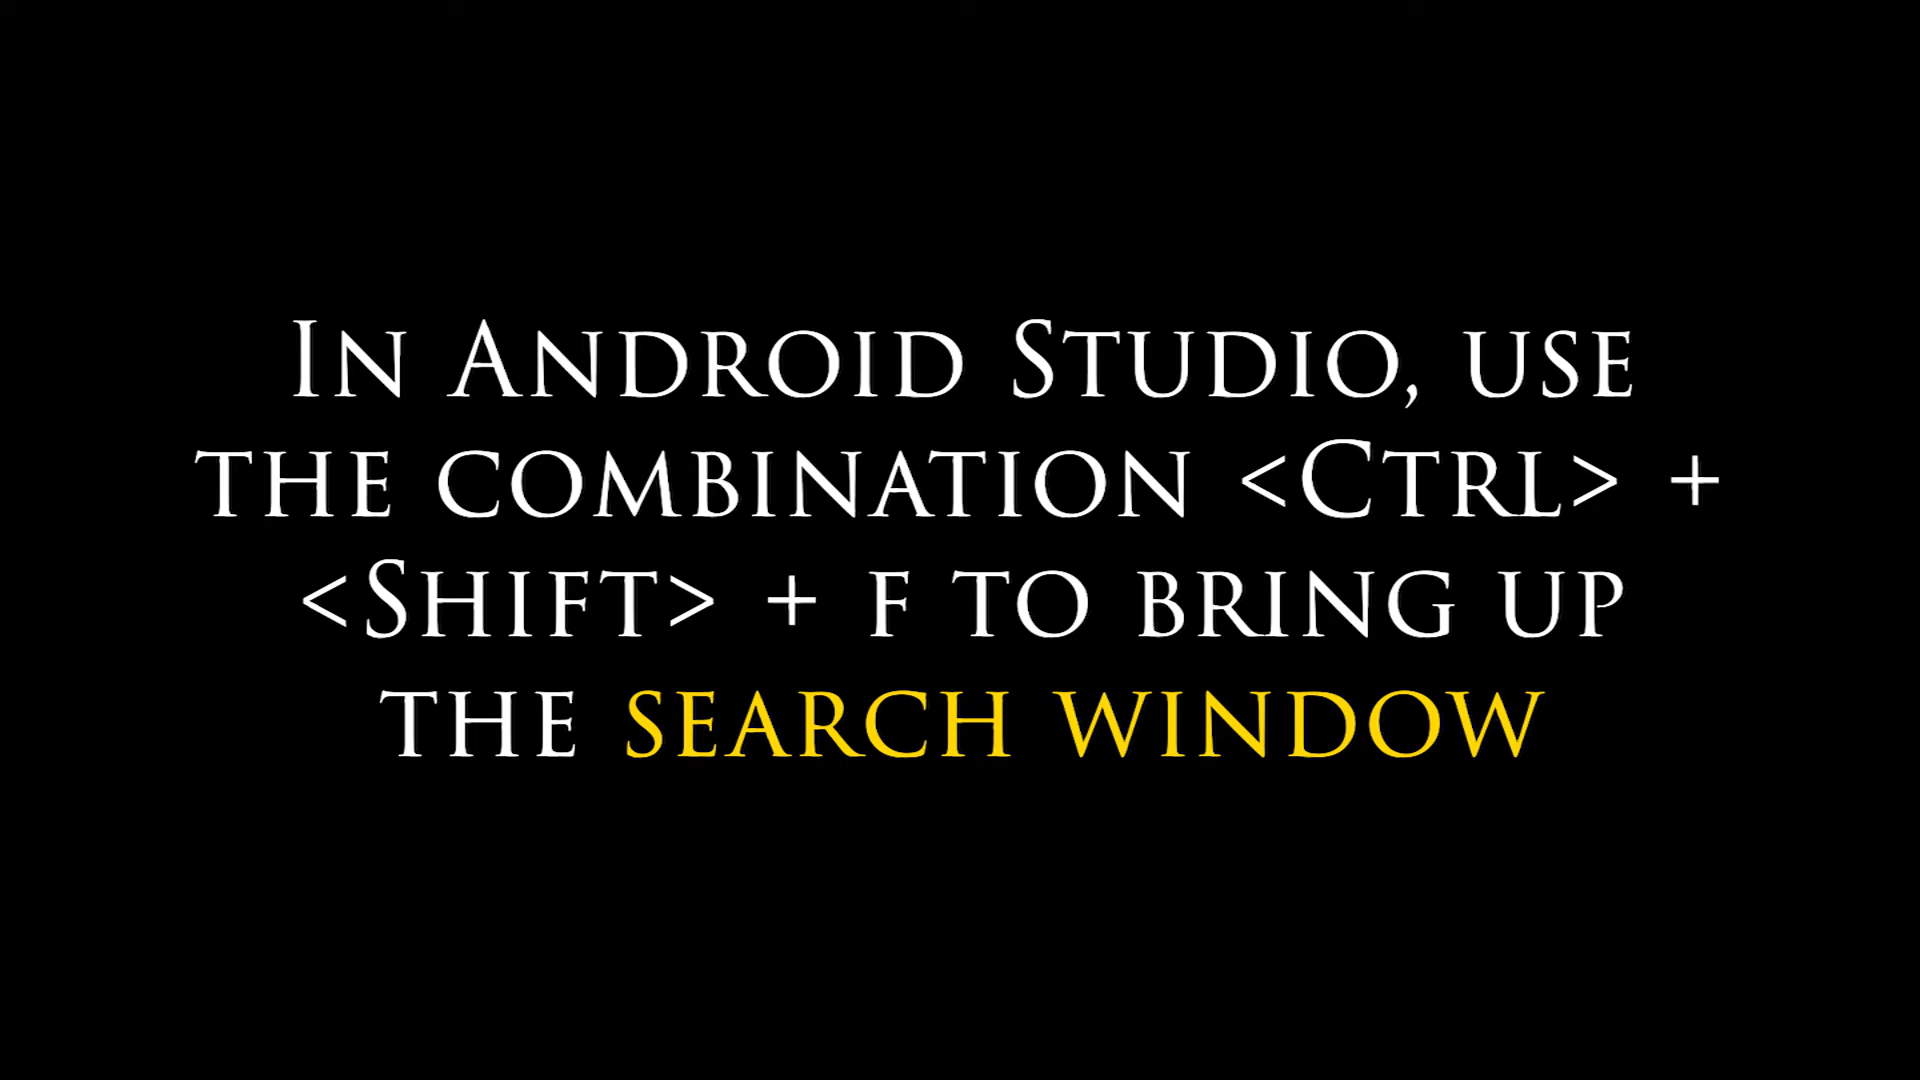 In Android Studio, use
the combination <Ctrl> +
<Shift> + f to bring up
the search window